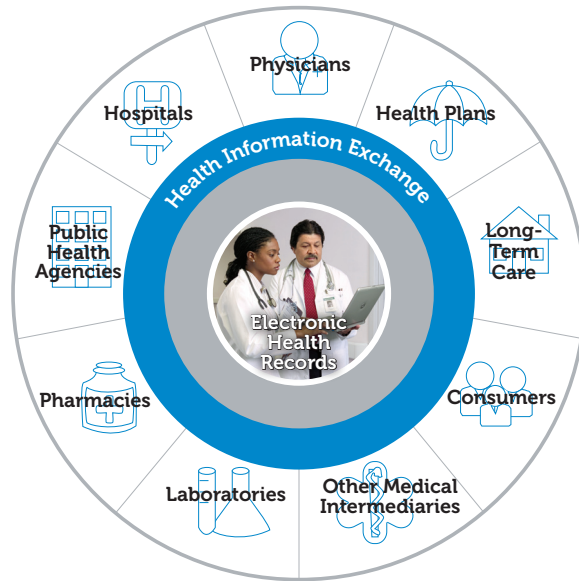 Physicians
Health Plans
Long-
Term
Care
Consumers
Other Medical
Intermediaries
Laboratories
Pharmacies
Public
Health
Agencies
Hospitals
H
Health Information Exchange
Electronic
Health
Records